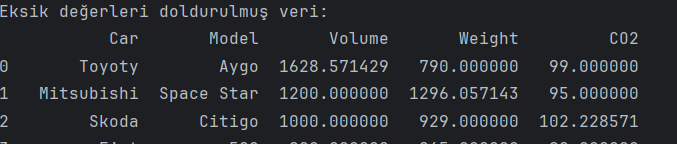 Eksik değerleri doldurulmuş veri:
Car Model Volume Weight CO2
0 Toyoty Aygo 1628.571429 790.000000 99.000000
1 Mitsubishi Space Star 1200.000000 1296.057143 95.000000
2 Skoda Citigo 1000.000000 929.000000 102.228571